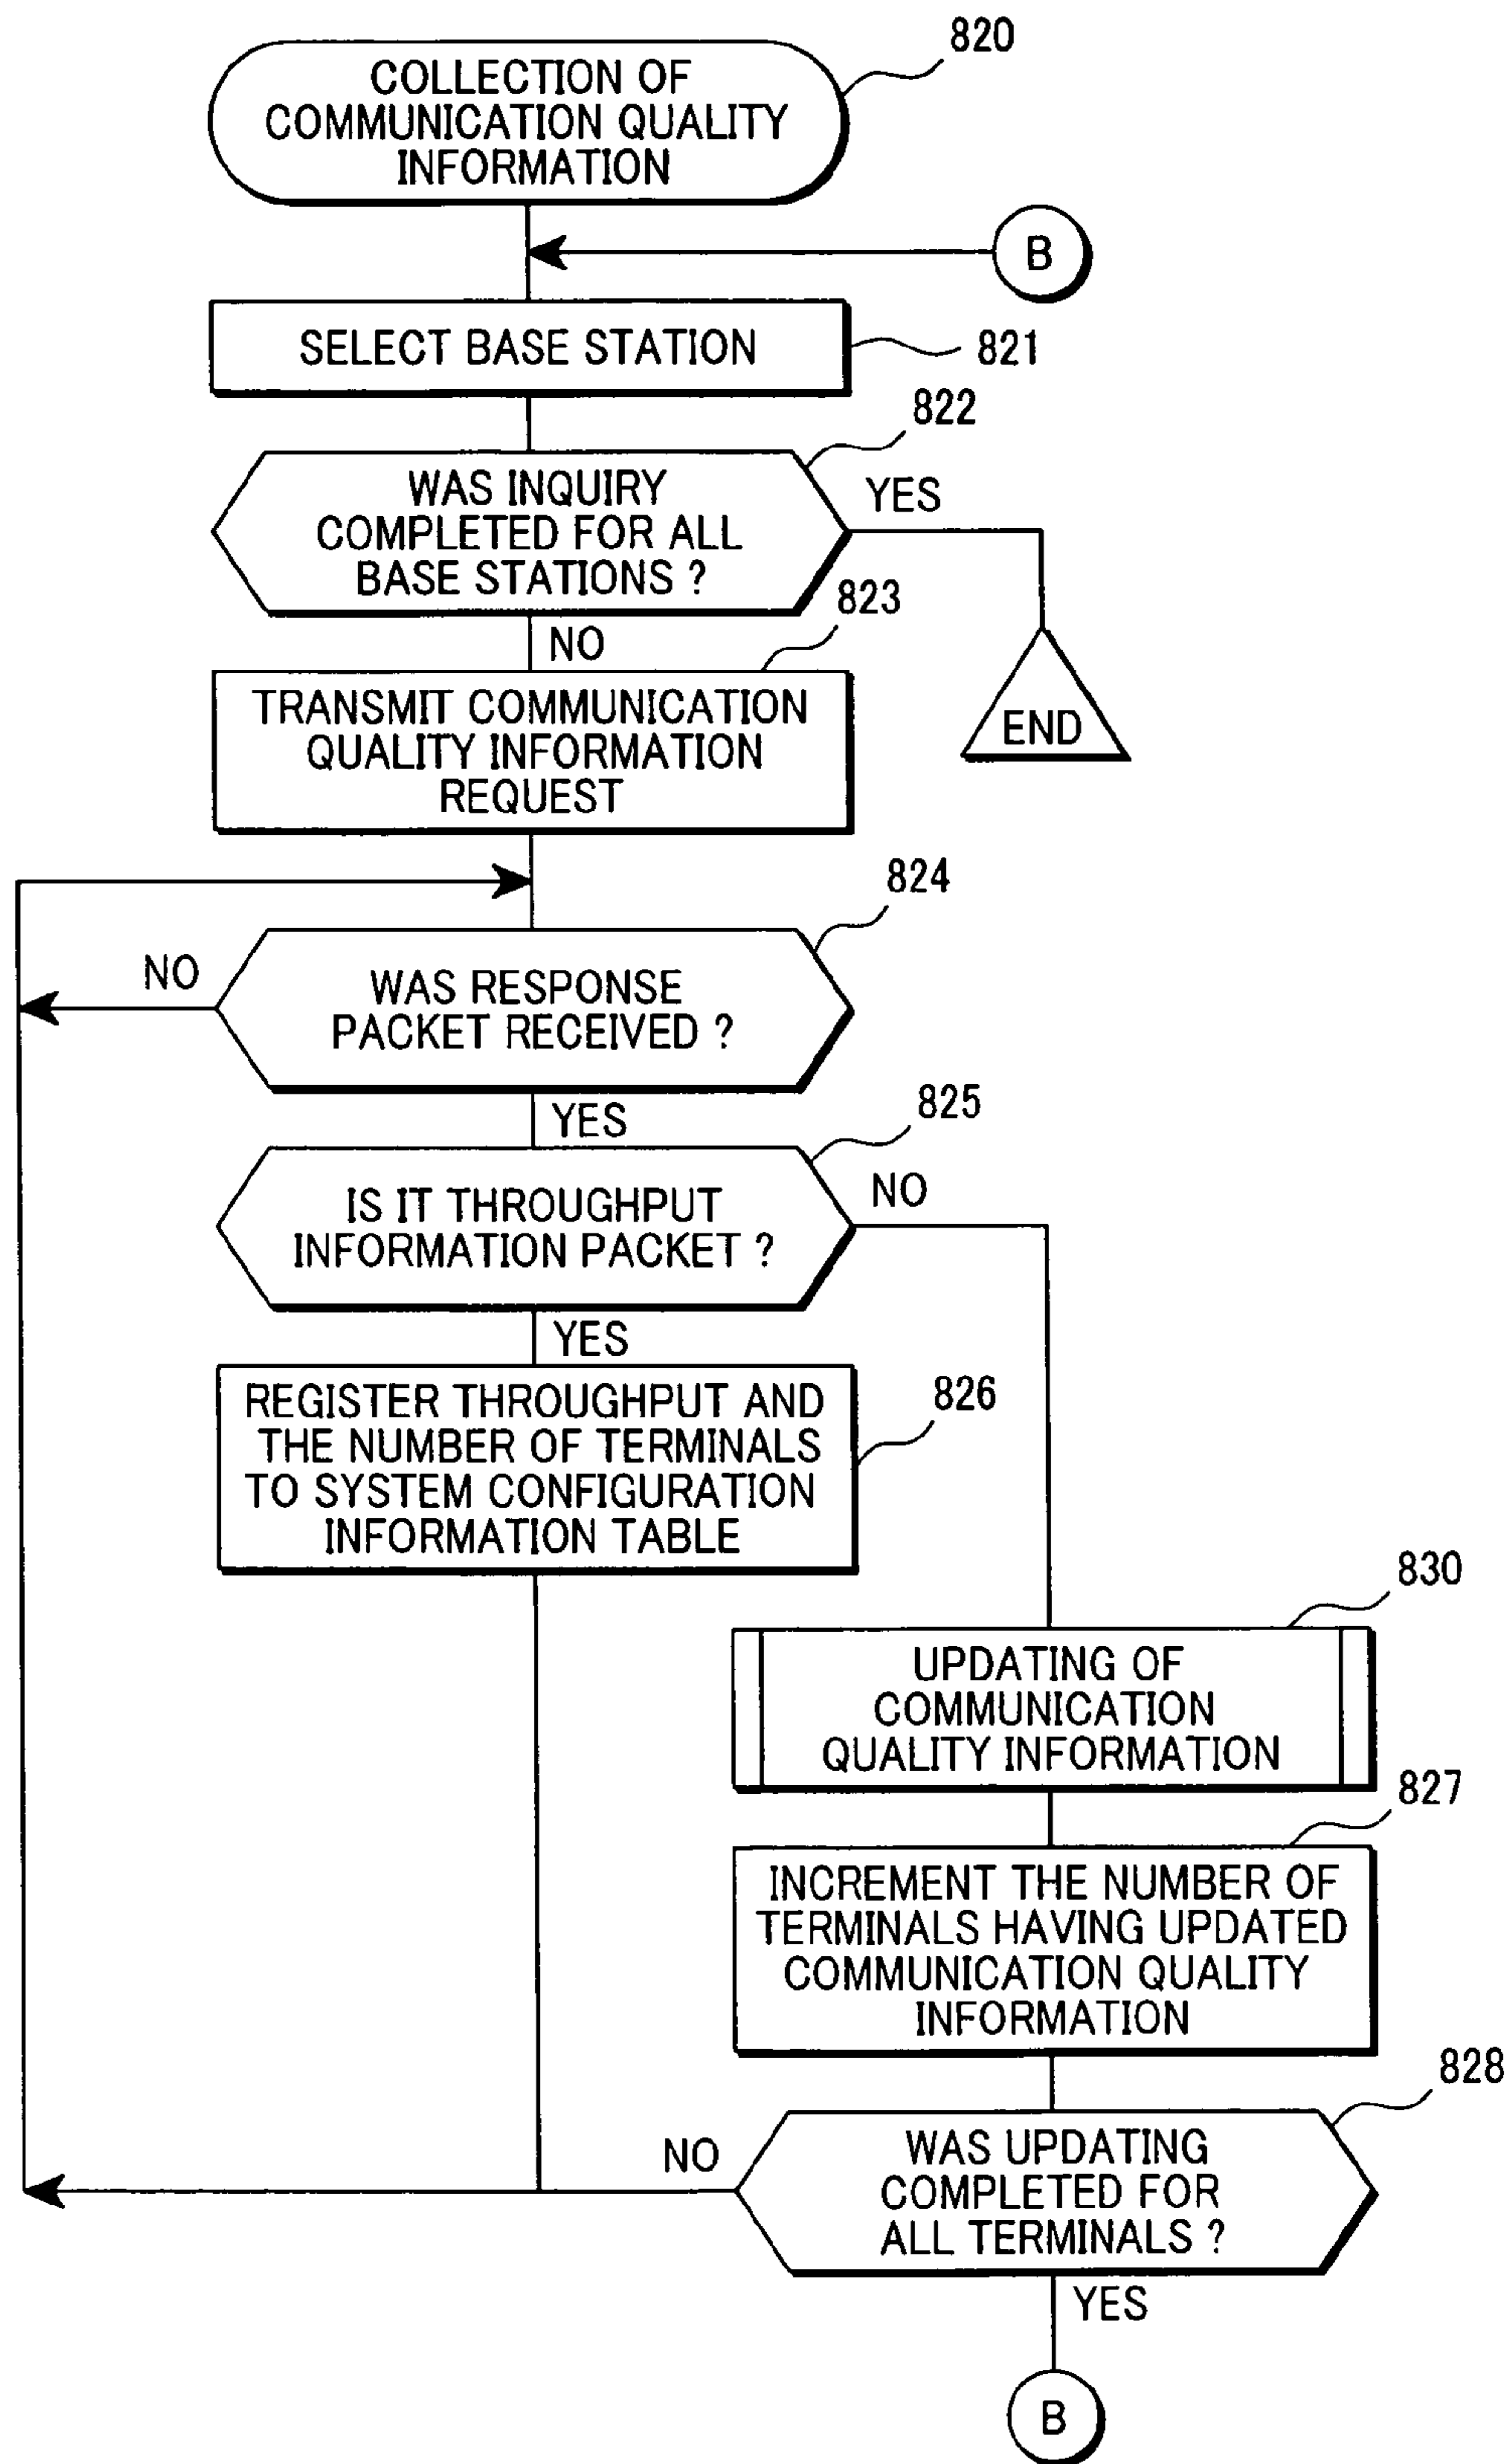 820
COLLECTION OF
COMMUNICATION QUALITY
INFORMATION
B
SELECT BASE STATION
821
822
WAS INQUIRY
COMPLETED FOR ALL
BASE STATIONS ?
YES
NO
823
TRANSMIT COMMUNICATION
QUALITY INFORMATION
REQUEST
END
824
NO
WAS RESPONSE
PACKET RECEIVED ?
YES
825
IS IT THROUGHPUT
INFORMATION PACKET ?
NO
YES
REGISTER THROUGHPUT AND
THE NUMBER OF TERMINALS
TO SYSTEM CONFIGURATION
INFORMATION TABLE
826
830
UPDATING OF
COMMUNICATION
QUALITY INFORMATION
827
INCREMENT THE NUMBER OF
TERMINALS HAVING UPDATED
COMMUNICATION QUALITY
INFORMATION
828
NO
WAS UPDATING
COMPLETED FOR
ALL TERMINALS ?
YES
B